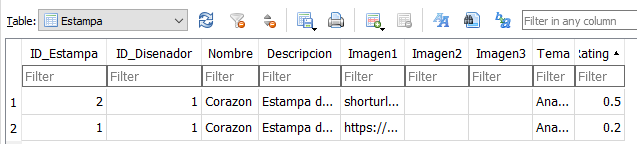 Table: Estampa Filter in any column
ID_Estampa ID_Disenador Nombre Descripcion Imagen1 Imagen2 Imagen3 Tema Rating
Filter Filter Filter Filter Filter Filter Filter Filter Filter
1 2 1 Corazon Estampa d... shorturl... Ana... 0.5
2 1 1 Corazon Estampa d... https://... Ana... 0.2